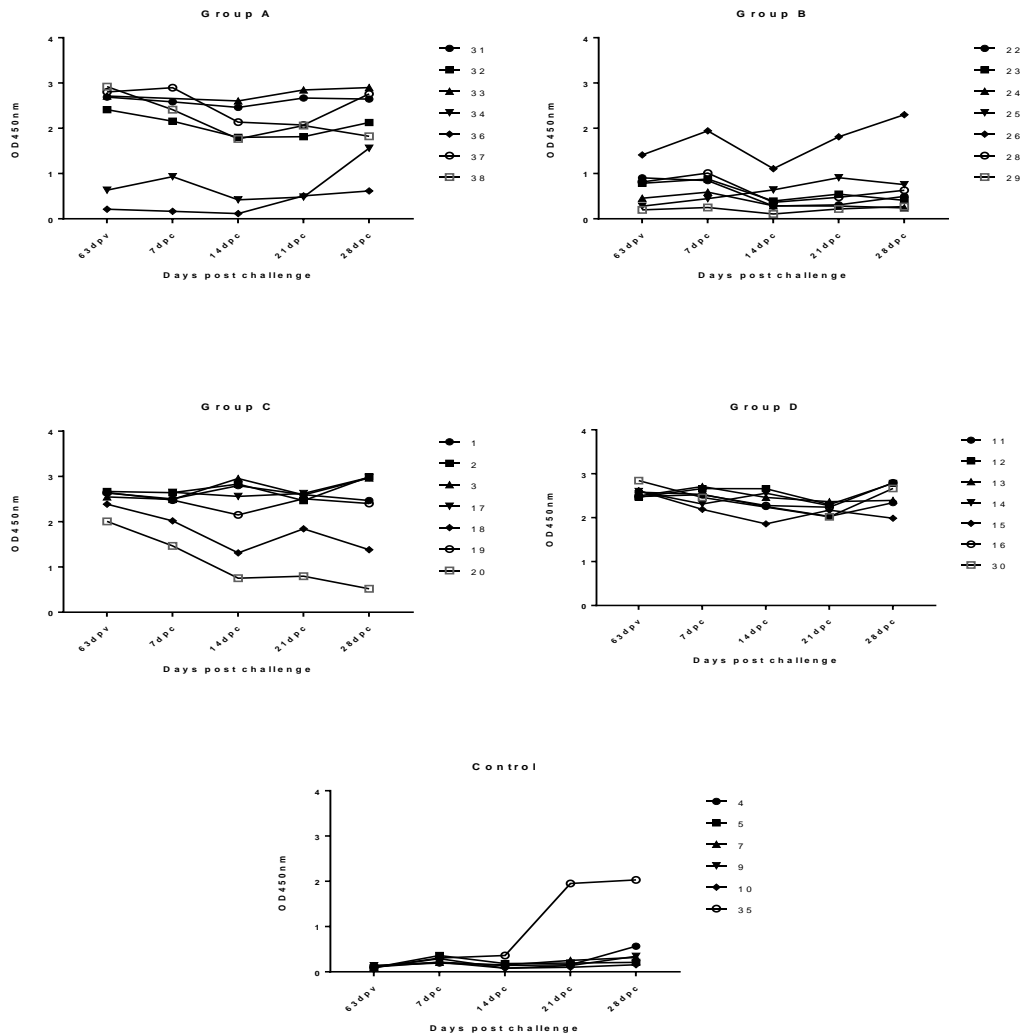 Group A
4
3
2
1
0
OD450nm
63dpv
7dpc
14dpc
21dpc
28dpc
Days post challenge
31
32
33
34
36
37
38
Group B
4
3
2
1
0
OD450nm
63dpv
7dpc
14dpc
21dpc
28dpc
Days post challenge
22
23
24
25
26
28
29
Group C
4
3
2
1
0
OD450nm
63dpv
7dpc
14dpc
21dpc
28dpc
Days post challenge
1
2
3
17
18
19
20
Group D
4
3
2
1
0
OD450nm
63dpv
7dpc
14dpc
21dpc
28dpc
Days post challenge
11
12
13
14
15
16
30
Control
4
3
2
1
0
OD450nm
63dpv
7dpc
14dpc
21dpc
28dpc
Days post challenge
4
5
7
9
10
35